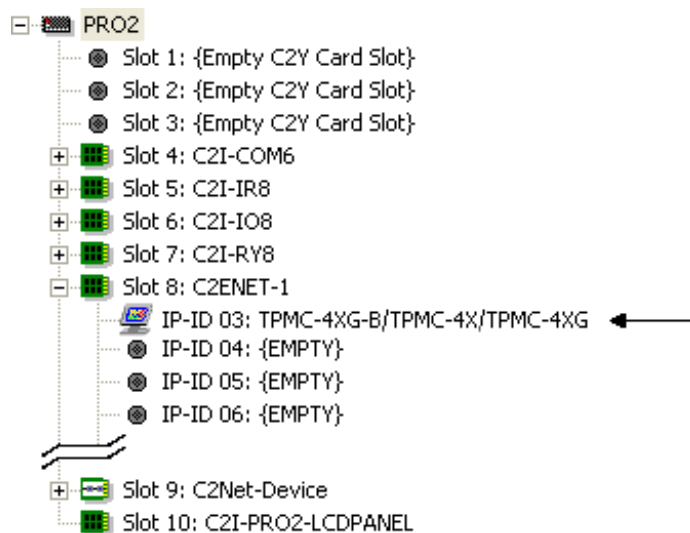 PRO2
Slot 1: {Empty C2Y Card Slot}
Slot 2: {Empty C2Y Card Slot}
Slot 3: {Empty C2Y Card Slot}
Slot 4: C2I-COM6
Slot 5: C2I-IR8
Slot 6: C2I-IO8
Slot 7: C2I-RY8
Slot 8: C2ENET-1
IP-ID 03: TPMC-4XG-B/TPMC-4X/TPMC-4XG
IP-ID 04: {EMPTY}
IP-ID 05: {EMPTY}
IP-ID 06: {EMPTY}
Slot 9: C2Net-Device
Slot 10: C2I-PRO2-LCDPANEL